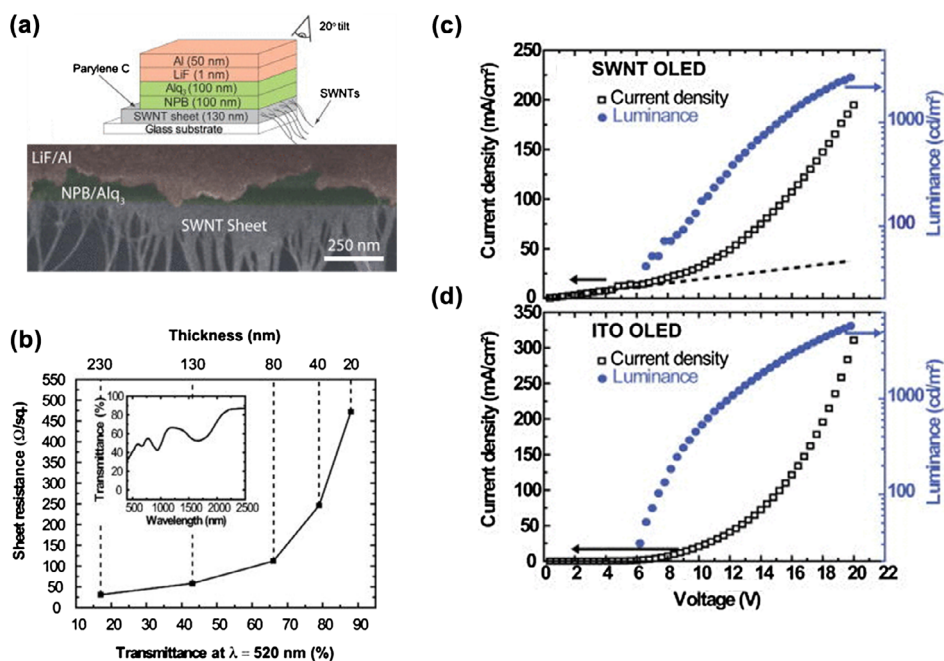 (a)
20° tilt
Al (50 nm)
LiF (1 nm)
Alq₃ (100 nm)
NPB (100 nm)
SWNT sheet (130 nm)
Glass substrate
Parylene C
SWNTs
LiF/Al
NPB/Alq₃
SWNT Sheet
250 nm
(b)
Thickness (nm)
230 130 80 40 20
Sheet resistance (Ω/sq.)
550
500
450
400
350
300
250
200
150
100
50
0
Transmittance (%)
100
80
60
40
20
0
500 1000 1500 2000 2500
Wavelength (nm)
10 20 30 40 50 60 70 80 90
Transmittance at λ = 520 nm (%)
(c)
SWNT OLED
Current density
Luminance
Current density (mA/cm²)
250
200
150
100
50
0
Luminance (cd/m²)
1000
100
(d)
ITO OLED
Current density
Luminance
Current density (mA/cm²)
350
300
250
200
150
100
50
0
Luminance (cd/m²)
1000
100
0 2 4 6 8 10 12 14 16 18 20 22
Voltage (V)